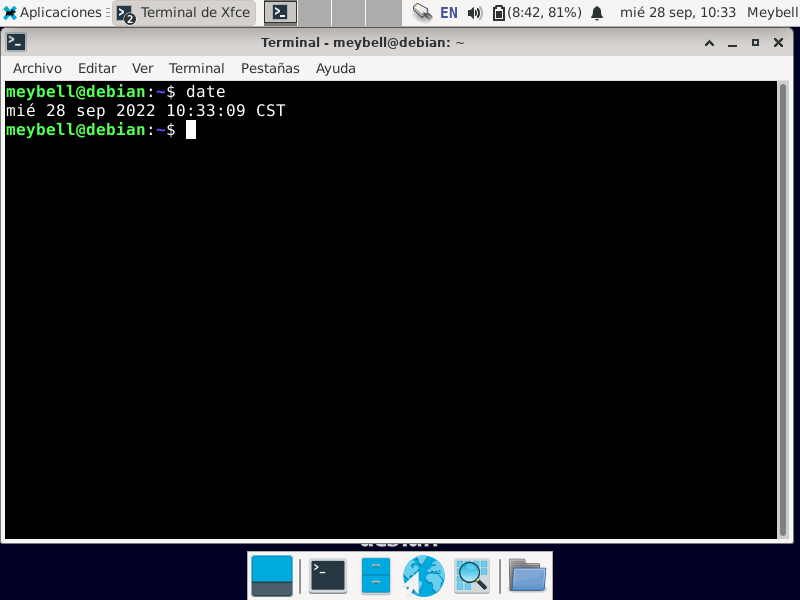 Aplicaciones
2
Terminal de Xfce
EN
(8:42, 81%)
mié 28 sep, 10:33
Meybell
Terminal - meybell@debian: ~
Archivo Editar Ver Terminal Pestañas Ayuda
meybell@debian:~$ date
mié 28 sep 2022 10:33:09 CST
meybell@debian:~$